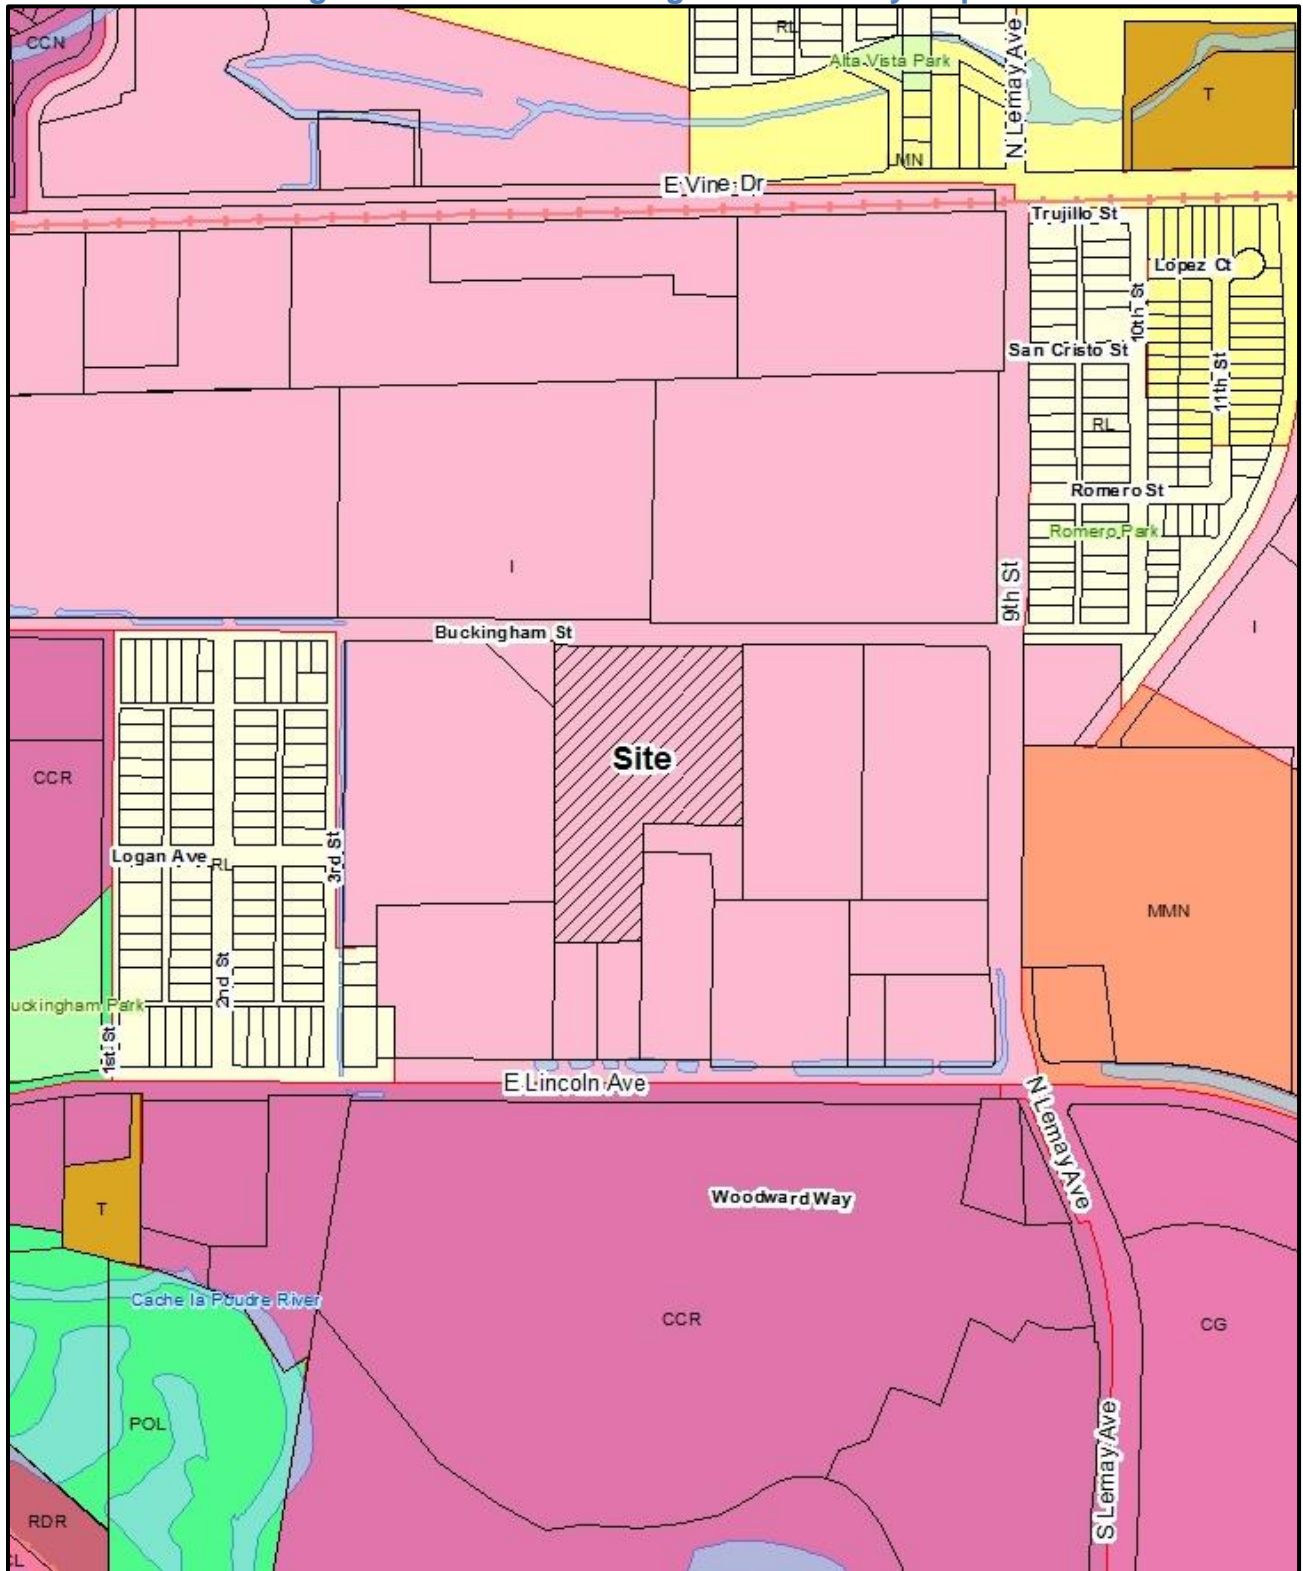 CCN
RL
Alta Vista Park
N Lemay Ave
T
MN
E Vine Dr
Trujillo St
Lopez Ct
10th St
San Cristo St
11th St
RL
Romero St
Romero Park
I
9th St
Buckingham St
I
Site
CCR
Logan Ave
RL
3rd St
MMN
2nd St
uckingham Park
1st St
E Lincoln Ave
N Lemay Ave
Woodward Way
T
Cache la Poudre River
CCR
CG
POL
S Lemay Ave
RDR